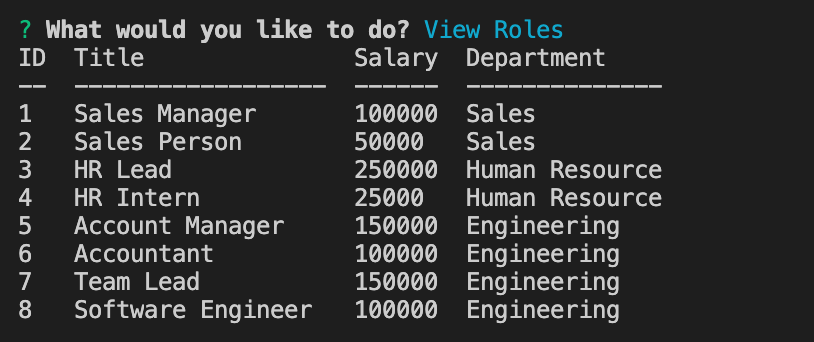 ? What would you like to do? View Roles
ID  Title               Salary  Department
--  ------------------  ------  --------------
1   Sales Manager       100000  Sales
2   Sales Person        50000   Sales
3   HR Lead             250000  Human Resource
4   HR Intern           25000   Human Resource
5   Account Manager     150000  Engineering
6   Accountant          100000  Engineering
7   Team Lead           150000  Engineering
8   Software Engineer   100000  Engineering